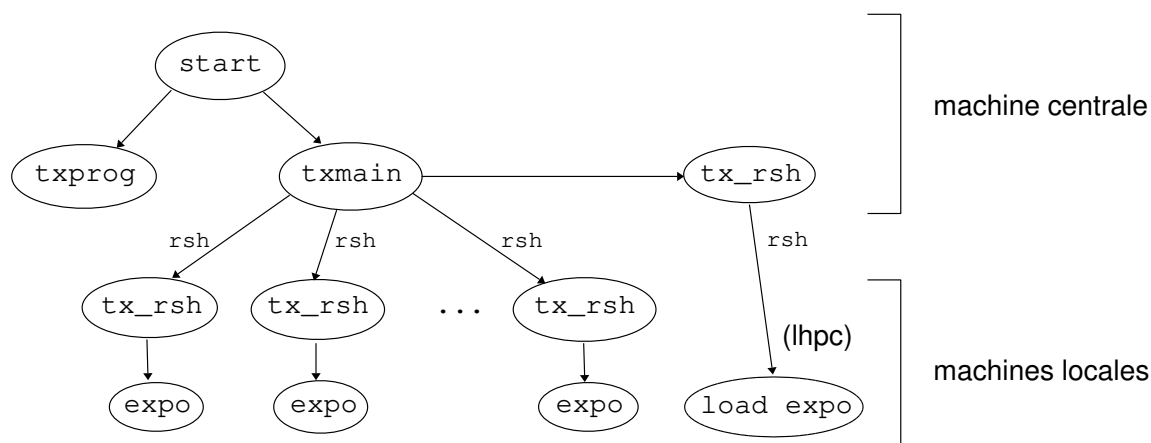 start
machine centrale
txprog
txmain
tx_rsh
rsh
rsh
rsh
rsh
tx_rsh
tx_rsh
...
tx_rsh
(lhpc)
machines locales
expo
expo
expo
load expo